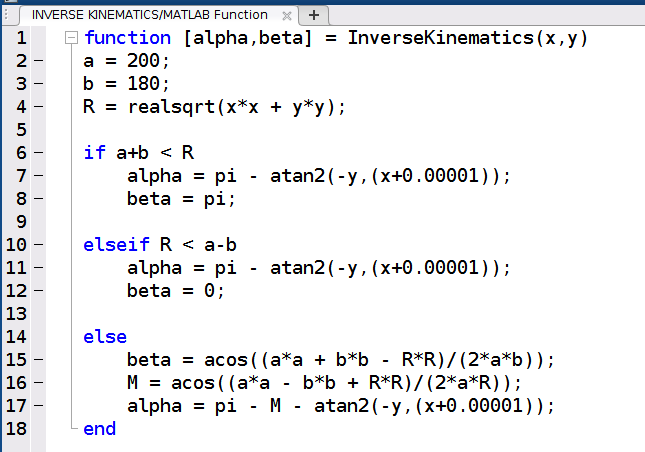 INVERSE KINEMATICS/MATLAB Function × +
1 function [alpha,beta] = InverseKinematics(x,y)
2 – a = 200;
3 – b = 180;
4 – R = realsqrt(x*x + y*y);
5
6 – if a+b < R
7 – alpha = pi - atan2(-y,(x+0.00001));
8 – beta = pi;
9
10 – elseif R < a-b
11 – alpha = pi - atan2(-y,(x+0.00001));
12 – beta = 0;
13
14 else
15 – beta = acos((a*a + b*b - R*R)/(2*a*b));
16 – M = acos((a*a - b*b + R*R)/(2*a*R));
17 – alpha = pi - M - atan2(-y,(x+0.00001));
18 end